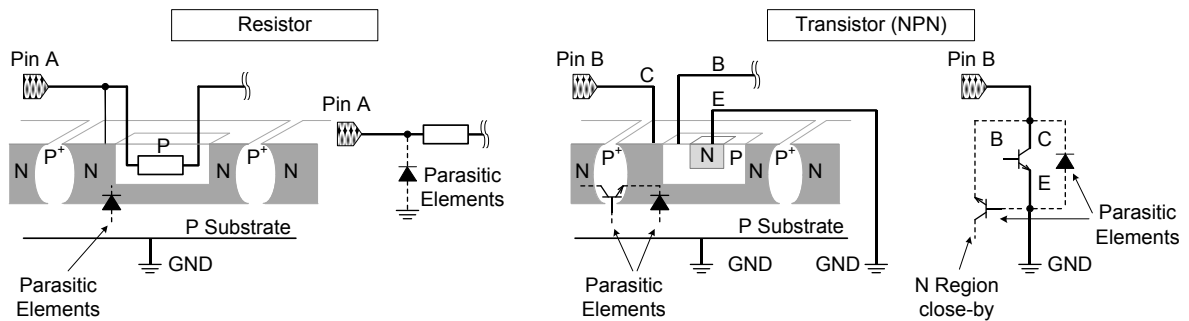 Resistor
Pin A
N
P+
N
P
N
P+
N
P Substrate
GND
Parasitic
Elements
Pin A
Parasitic
Elements
Transistor (NPN)
Pin B
C
B
E
N
P+
N
N
P
N
P+
N
P Substrate
GND
GND
Parasitic
Elements
Pin B
B
C
E
Parasitic
Elements
GND
N Region
close-by